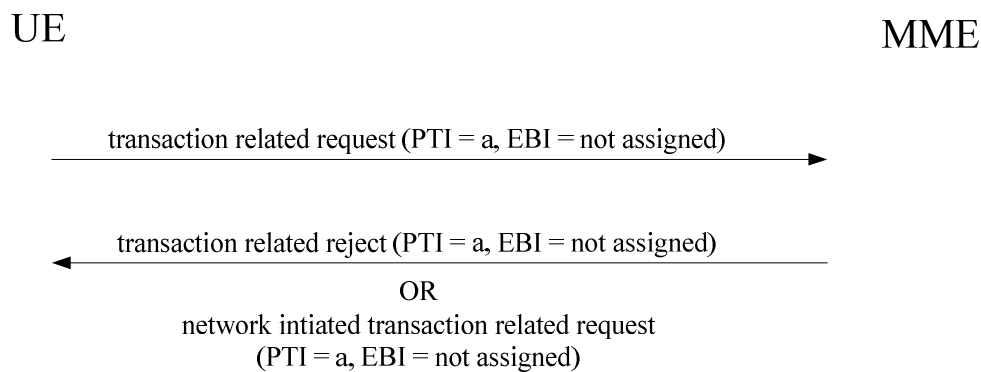 UE
MME
transaction related request (PTI = a, EBI = not assigned)
transaction related reject (PTI = a, EBI = not assigned)
OR
network intiated transaction related request
(PTI = a, EBI = not assigned)